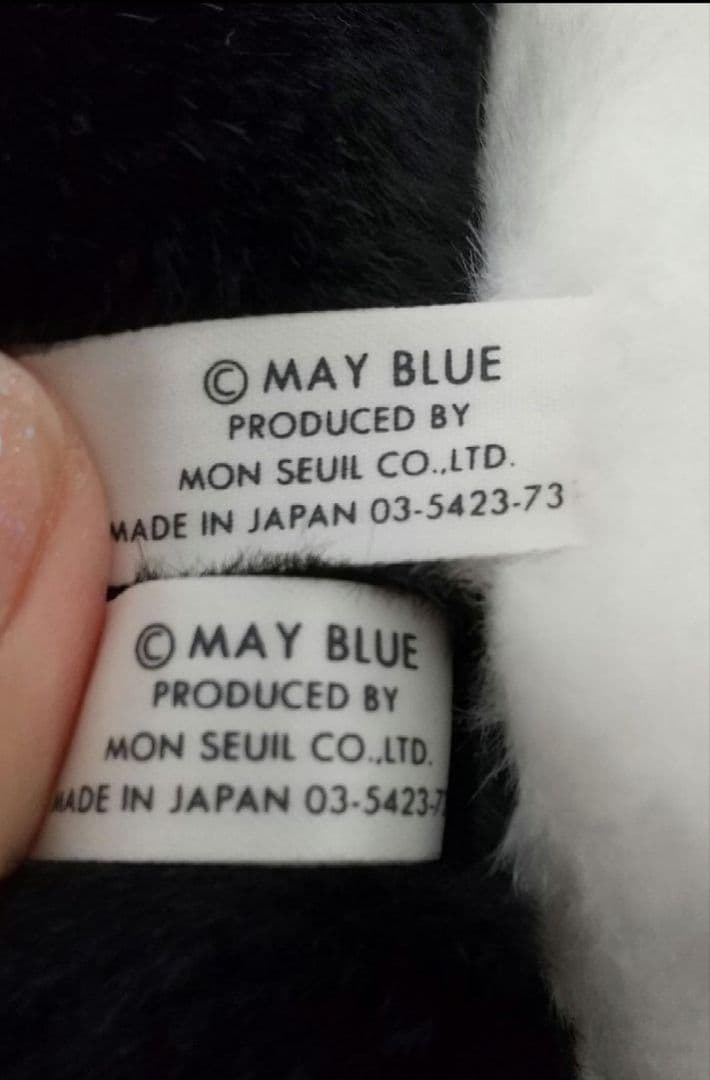 © MAY BLUE
PRODUCED BY
MON SEUIL CO.,LTD.
MADE IN JAPAN 03-5423-73
© MAY BLUE
PRODUCED BY
MON SEUIL CO.,LTD.
MADE IN JAPAN 03-5423-7